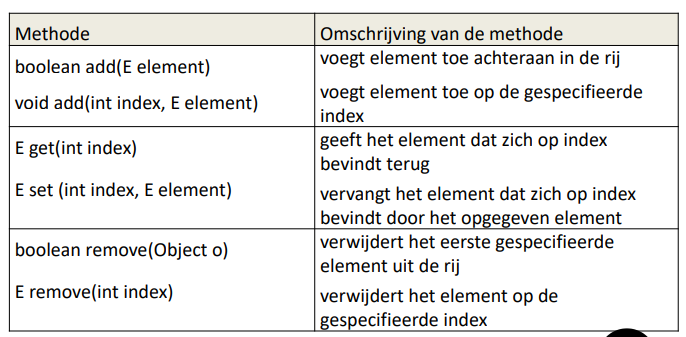 Methode
Omschrijving van de methode
boolean add(E element)
voegt element toe achteraan in de rij
void add(int index, E element)
voegt element toe op de gespecifieerde
index
E get(int index)
geeft het element dat zich op index
bevindt terug
E set (int index, E element)
vervangt het element dat zich op index
bevindt door het opgegeven element
boolean remove(Object o)
verwijdert het eerste gespecifieerde
element uit de rij
E remove(int index)
verwijdert het element op de
gespecifieerde index